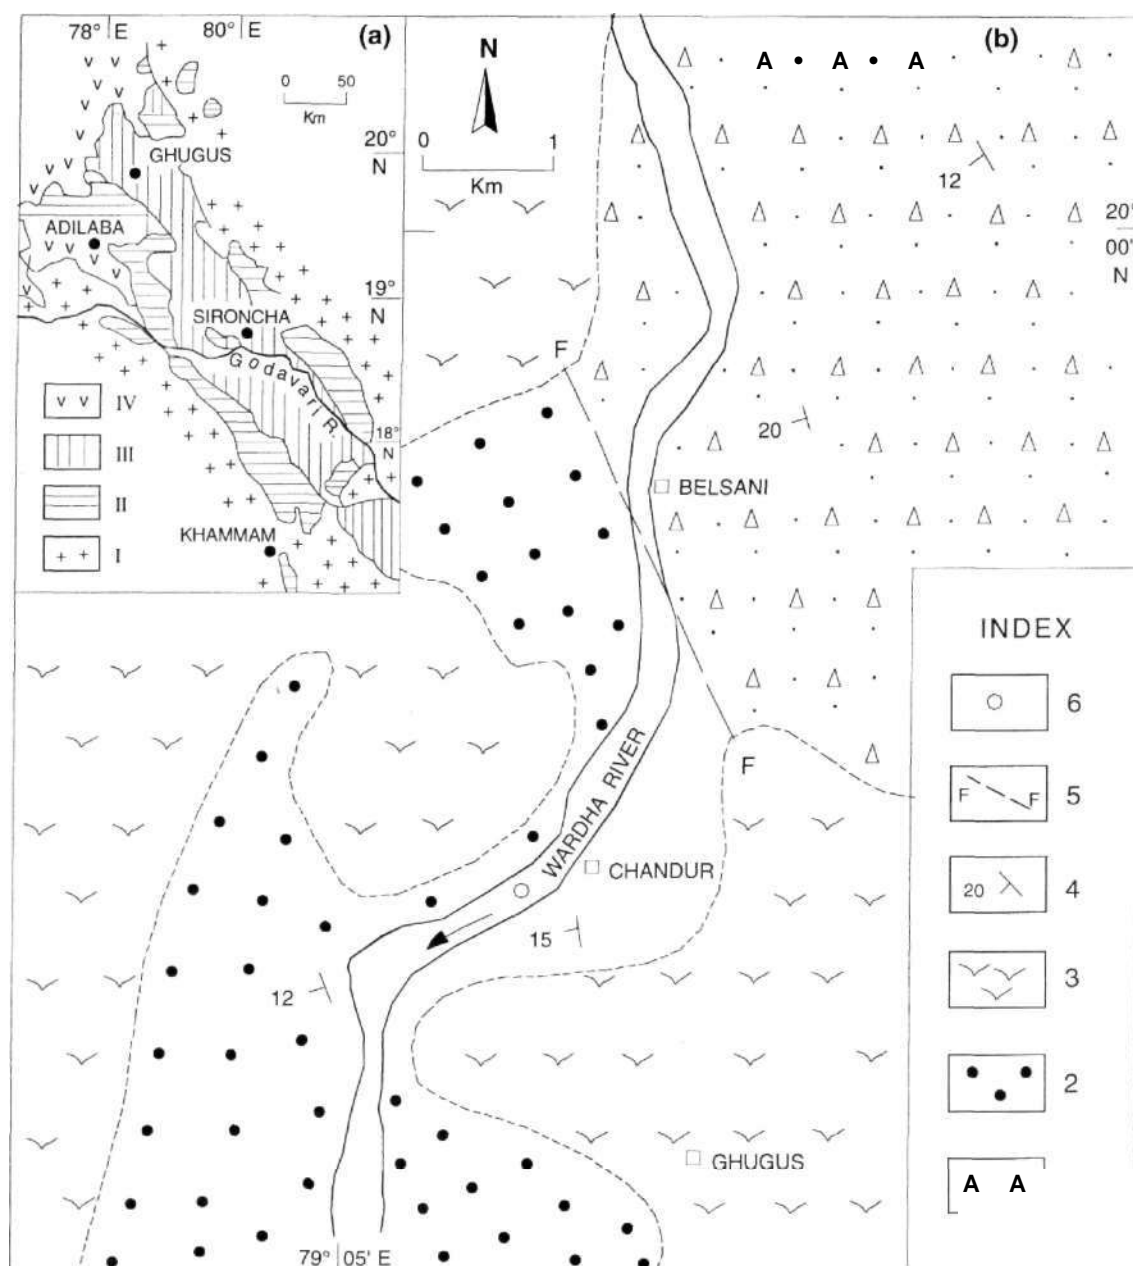 78° E 80° E (a)
0 50
Km
20°
N
GHUGUS
ADILABA
19°
N
SIRONCHA
Godavari R.
18°
N
IV
III
II
I
KHAMMAM
N
0 1
Km
(b)
A • A • A
12
20°
00'
N
F
20
BELSANI
F
WARDHA RIVER
CHANDUR
15
12
GHUGUS
79° 05' E
INDEX
6
F F 5
20 4
3
2
A A